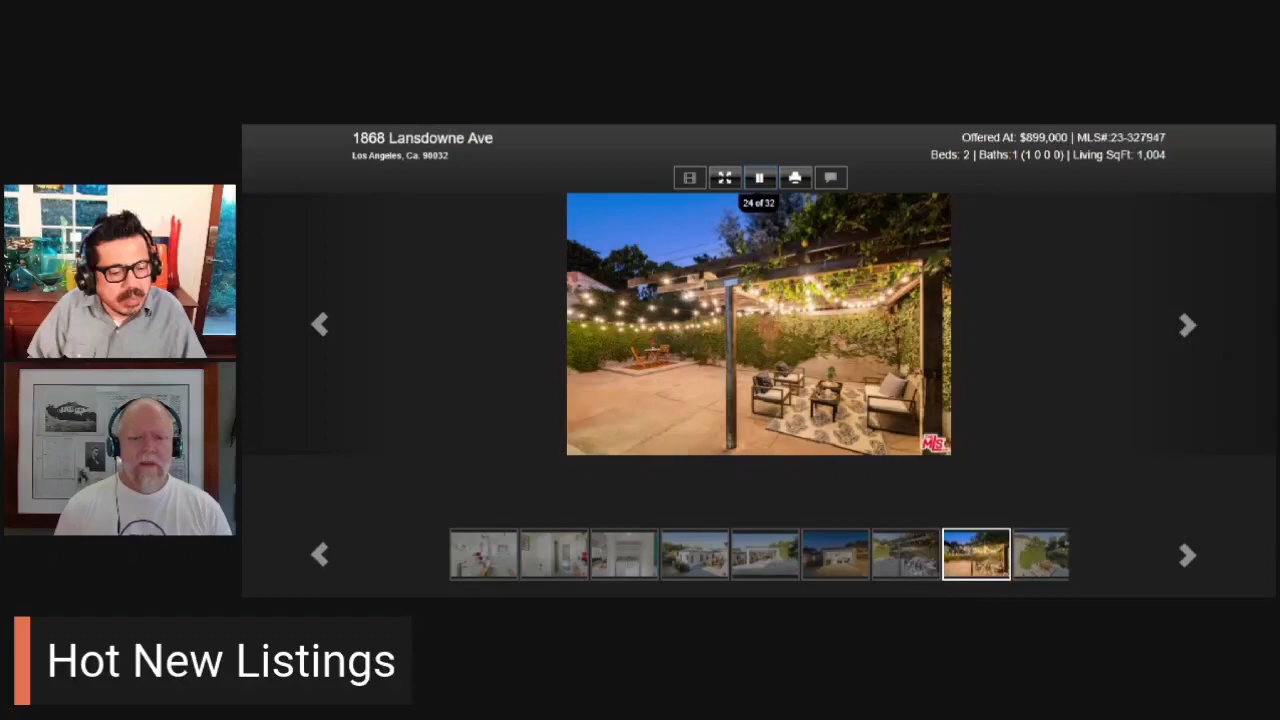 1868 Lansdowne Ave
Los Angeles, Ca. 90032
Offered At: $899,000 | MLS#:23-327947
Beds: 2 | Baths:1 (1 0 0 0) | Living SqFt: 1,004
24 of 32
MLS
Hot New Listings